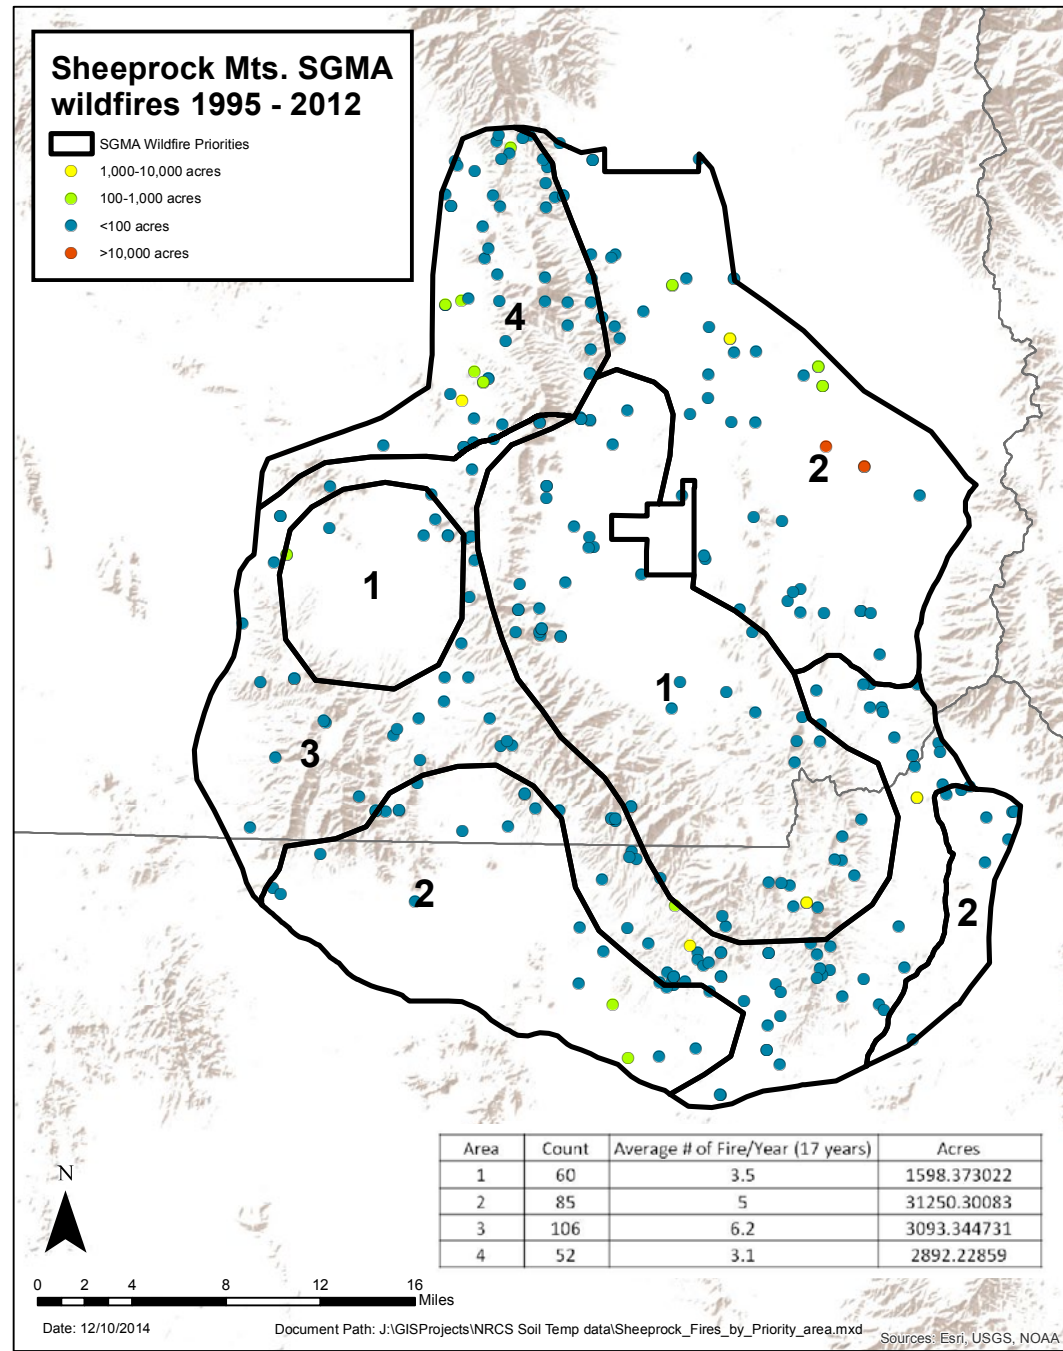 Sheeprock Mts. SGMA
wildfires 1995 - 2012
SGMA Wildfire Priorities
1,000-10,000 acres
100-1,000 acres
<100 acres
>10,000 acres
4
2
1
1
3
2
2
Area Count Average # of Fire/Year (17 years) Acres
1 60 3.5 1598.373022
2 85 5 31250.30083
3 106 6.2 3093.344731
4 52 3.1 2892.22859
N
0 2 4 8 12 16
Miles
Date: 12/10/2014
Document Path: J:\GISProjects\NRCS Soil Temp data\Sheeprock_Fires_by_Priority_area.mxd
Sources: Esri, USGS, NOAA